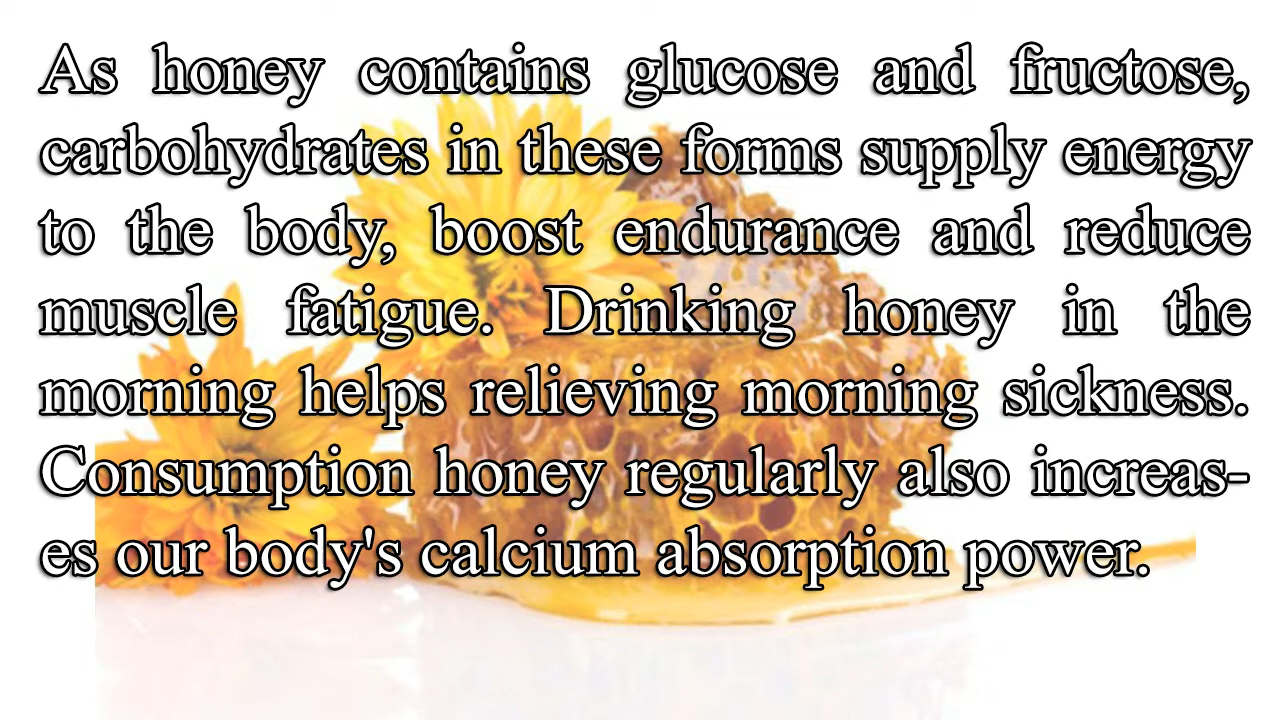 As honey contains glucose and fructose,
carbohydrates in these forms supply energy
to the body, boost endurance and reduce
muscle fatigue. Drinking honey in the
morning helps relieving morning sickness.
Consumption honey regularly also increas-
es our body's calcium absorption power.